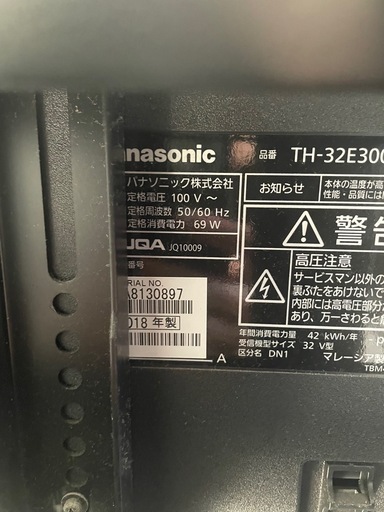 nasonic
品番 TH-32E300
パナソニック株式会社
定格電圧 100 V ～
定格周波数 50/60 Hz
定格消費電力 69 W
お知らせ
本体の温度が高
性能・品質には
JQA JQ10009
警告
高圧注意
サービスマン以外の
裏ぶたをあけないで
内部には高電圧部分か
あり、万一さわると
番号
RIAL NO.
A8130897
018 年製
A
年間消費電力量 42 kWh/年
受信機型サイズ 32 V型
区分名 DN1
マレーシア製
TBM